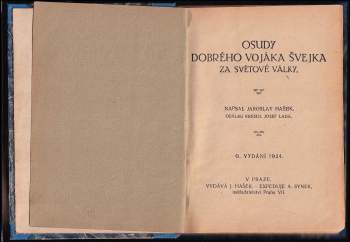 OSUDY
DOBRÉHO VOJÁKA ŠVEJKA
ZA SVĚTOVÉ VÁLKY.
NAPSAL JAROSLAV HAŠEK.
OBÁLKU KRESLIL JOSEF LADA.
6. VYDÁNÍ 1924.
V PRAZE.
VYDÁVÁ J. HAŠEK - EXPEDUJE A. SYNEK,
nakladatelství Praha VII.